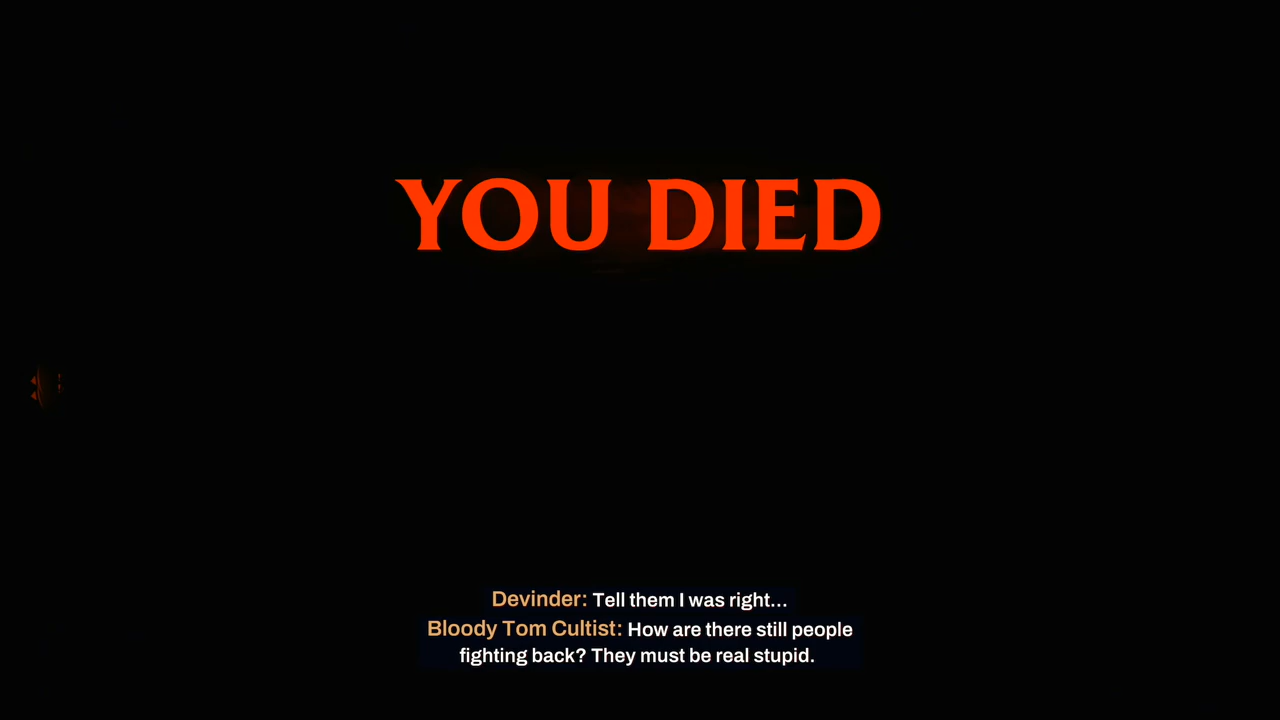 YOU DIED
Devinder: Tell them I was right...
Bloody Tom Cultist: How are there still people
fighting back? They must be real stupid.